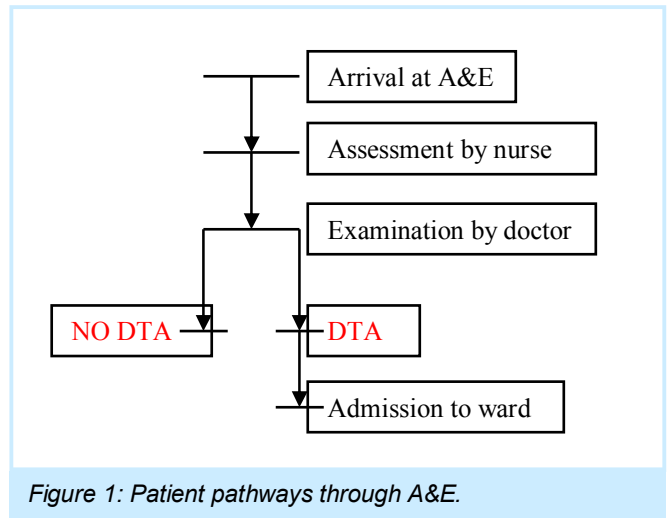 Arrival at A&E
Assessment by nurse
Examination by doctor
NO DTA
DTA
Admission to ward
Figure 1: Patient pathways through A&E.